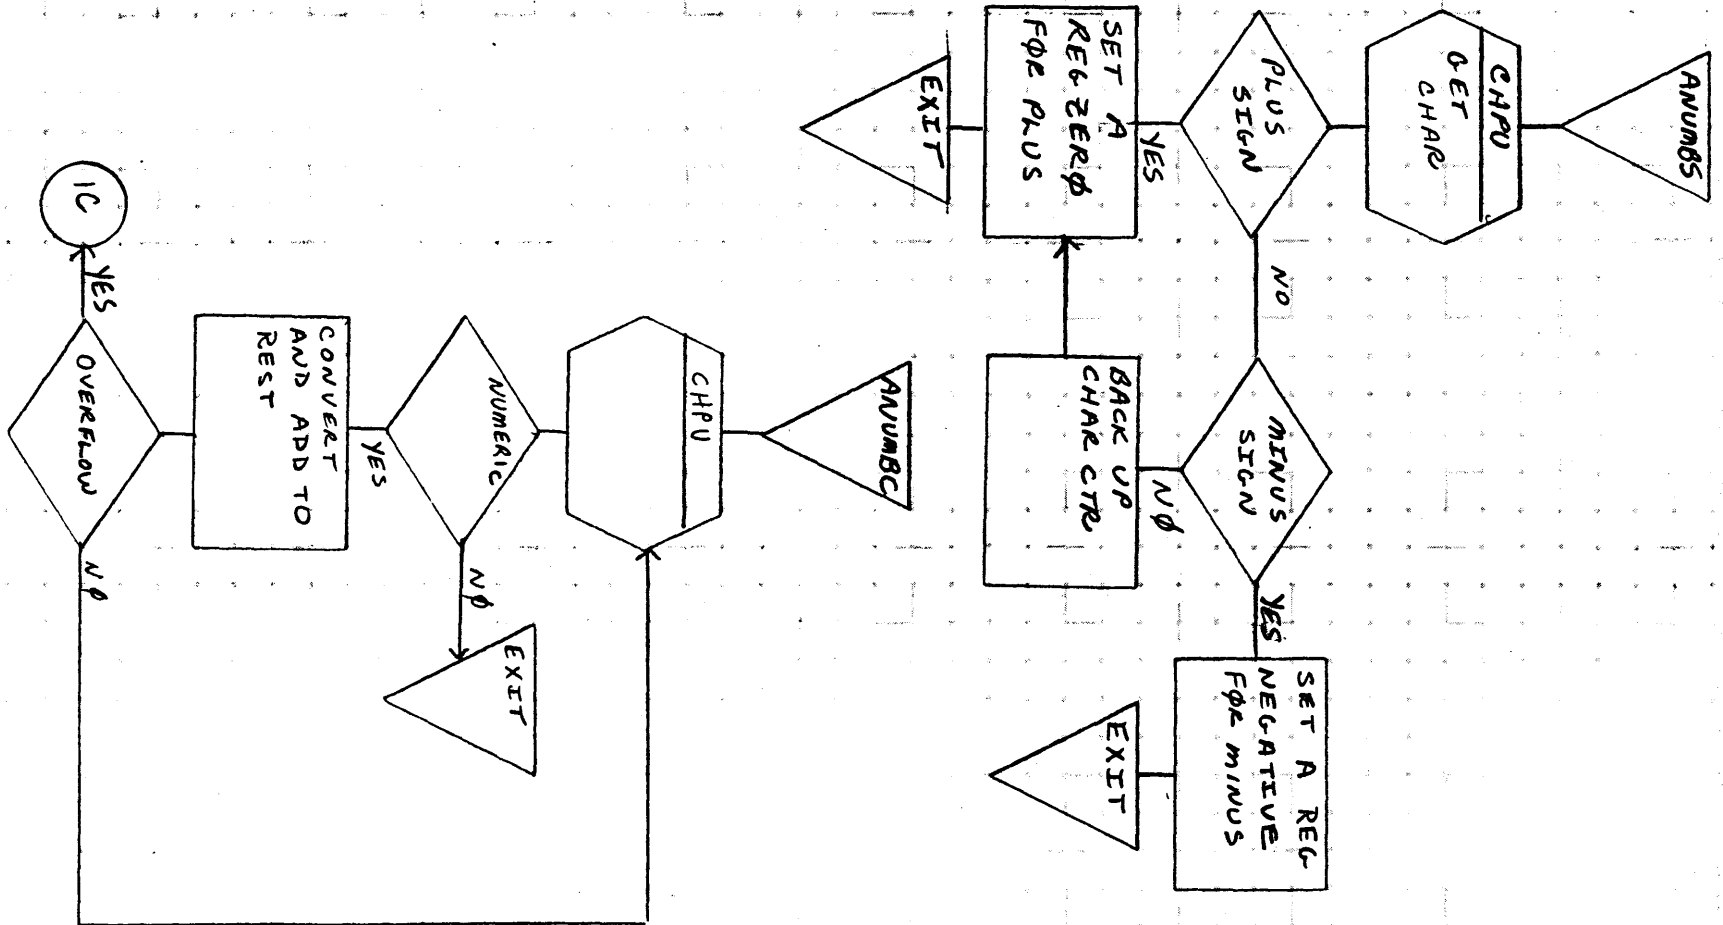 ANUMBS
CHPU
GET
CHAR
PLUS
SIGN
YES
NO
SET A
REG ZERØ
FØR PLUS
EXIT
MINUS
SIGN
NØ
YES
BACK UP
CHAR CTR
SET A REG
NEGATIVE
FØR MINUS
EXIT
ANUMBC
CHPU
NUMERIC
YES
NØ
EXIT
CONVERT
AND ADD TO
REST
OVERFLOW
YES
NØ
1C